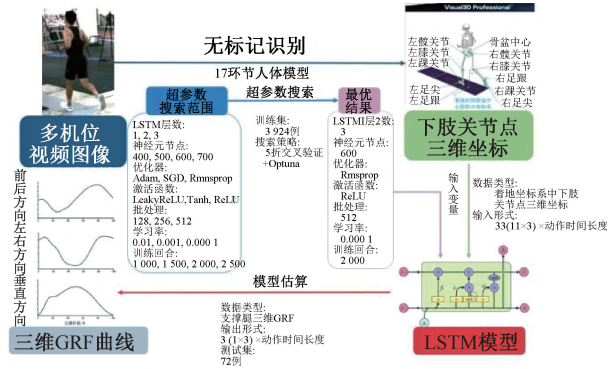 Visual3D Professional
无标记识别
17环节人体模型
左髋关节
左膝关节
左踝关节
左足尖
左足跟
骨盆中心
右髋关节
右膝关节
右足跟
右踝关节
右足尖
多机位
视频图像
超参数
搜索范围
LSTM层数:
1, 2, 3
神经元节点:
400, 500, 600, 700
优化器:
Adam, SGD, Rmnsprop
激活函数:
LeakyReLU,Tanh, ReLU
批处理:
128, 256, 512
学习率:
0.01, 0.001, 0.000 1
训练回合:
1 000, 1 500, 2 000, 2 500
超参数搜索
训练集:
3 924例
搜索策略:
5折交叉验证
+Optuna
最优
结果
LSTMI层2数:
3
神经元节点:
600
优化器:
Rmsprop
激活函数:
ReLU
批处理:
512
学习率:
0.000 1
训练回合:
2 000
下肢关节点
三维坐标
输入变量
数据类型:
着地坐标系中下肢
关节点三维坐标
输入形式:
33(11×3) ×动作时间长度
前后方向左右方向垂直方向
三维GRF曲线
模型估算
数据类型:
支撑腿三维GRF
输出形式:
3 (1×3) ×动作时间长度
测试集:
72例
LSTM模型